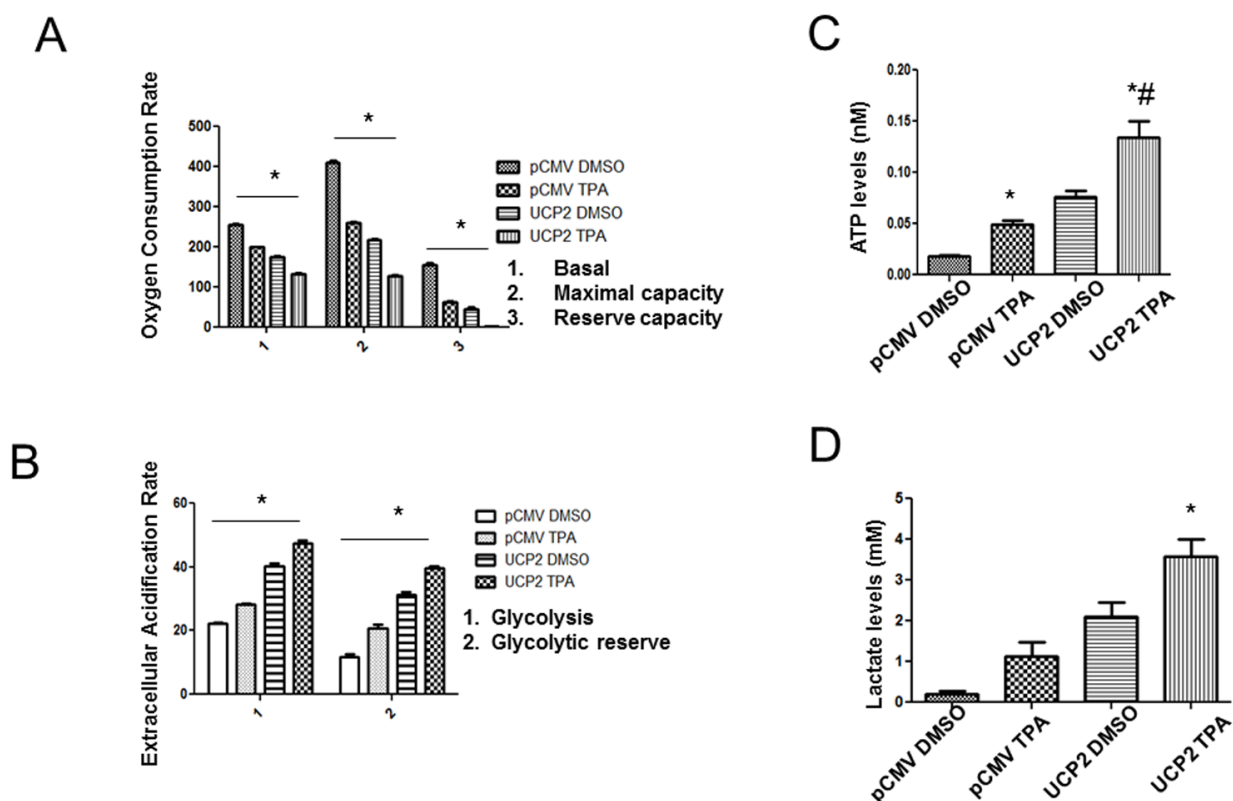 A
Oxygen Consumption Rate
500
400
300
200
100
0
*
*
*
1
2
3
pCMV DMSO
pCMV TPA
UCP2 DMSO
UCP2 TPA
1. Basal
2. Maximal capacity
3. Reserve capacity
B
Extracellular Acidification Rate
60
40
20
0
*
*
1
2
pCMV DMSO
pCMV TPA
UCP2 DMSO
UCP2 TPA
1. Glycolysis
2. Glycolytic reserve
C
ATP levels (nM)
0.20
0.15
0.10
0.05
0.00
*
*#
pCMV DMSO
pCMV TPA
UCP2 DMSO
UCP2 TPA
D
Lactate levels (mM)
5
4
3
2
1
0
*
pCMV DMSO
pCMV TPA
UCP2 DMSO
UCP2 TPA